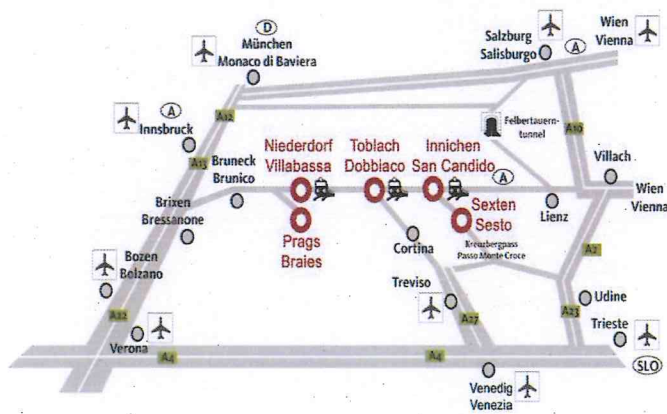 D
München
Monaco di Baviera
Salzburg
Salisburgo
A
Wien
Vienna
A
Innsbruck
A12
A13
Felbertauern-
tunnel
A10
Niederdorf
Villabassa
Toblach
Dobbiaco
Innichen
San Candido
A
Villach
Bruneck
Brunico
Wien
Vienna
Brixen
Bressanone
Prags
Braies
Sexten
Sesto
Lienz
Cortina
Kreuzbergpass
Passo Monte Croce
A2
Bozen
Bolzano
Treviso
Udine
A22
A27
A23
Trieste
Verona
A4
A4
SLO
Venedig
Venezia